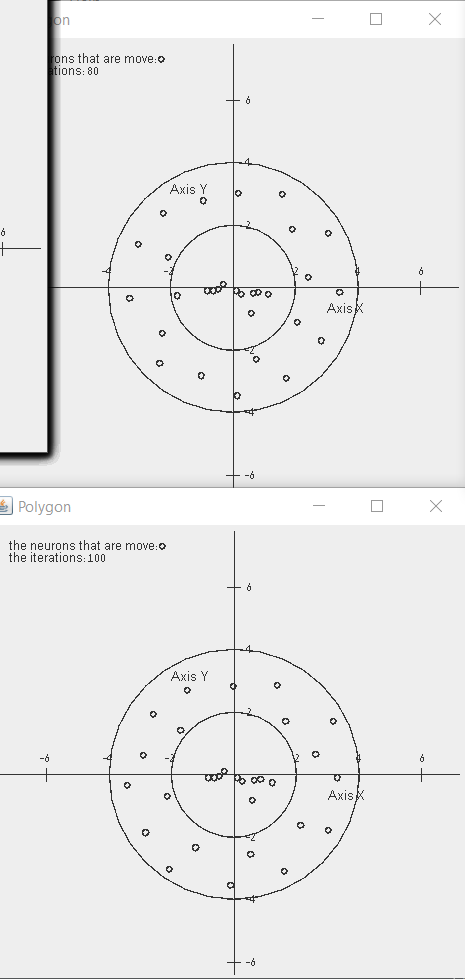 on
rons that are move:
ations: 80
6
4
Axis Y
2
-4
-2
2
4
6
6
Axis X
-2
-4
-6
Polygon
the neurons that are move:
the iterations: 100
6
4
Axis Y
2
-6
-4
-2
2
4
6
Axis X
-2
-4
-6